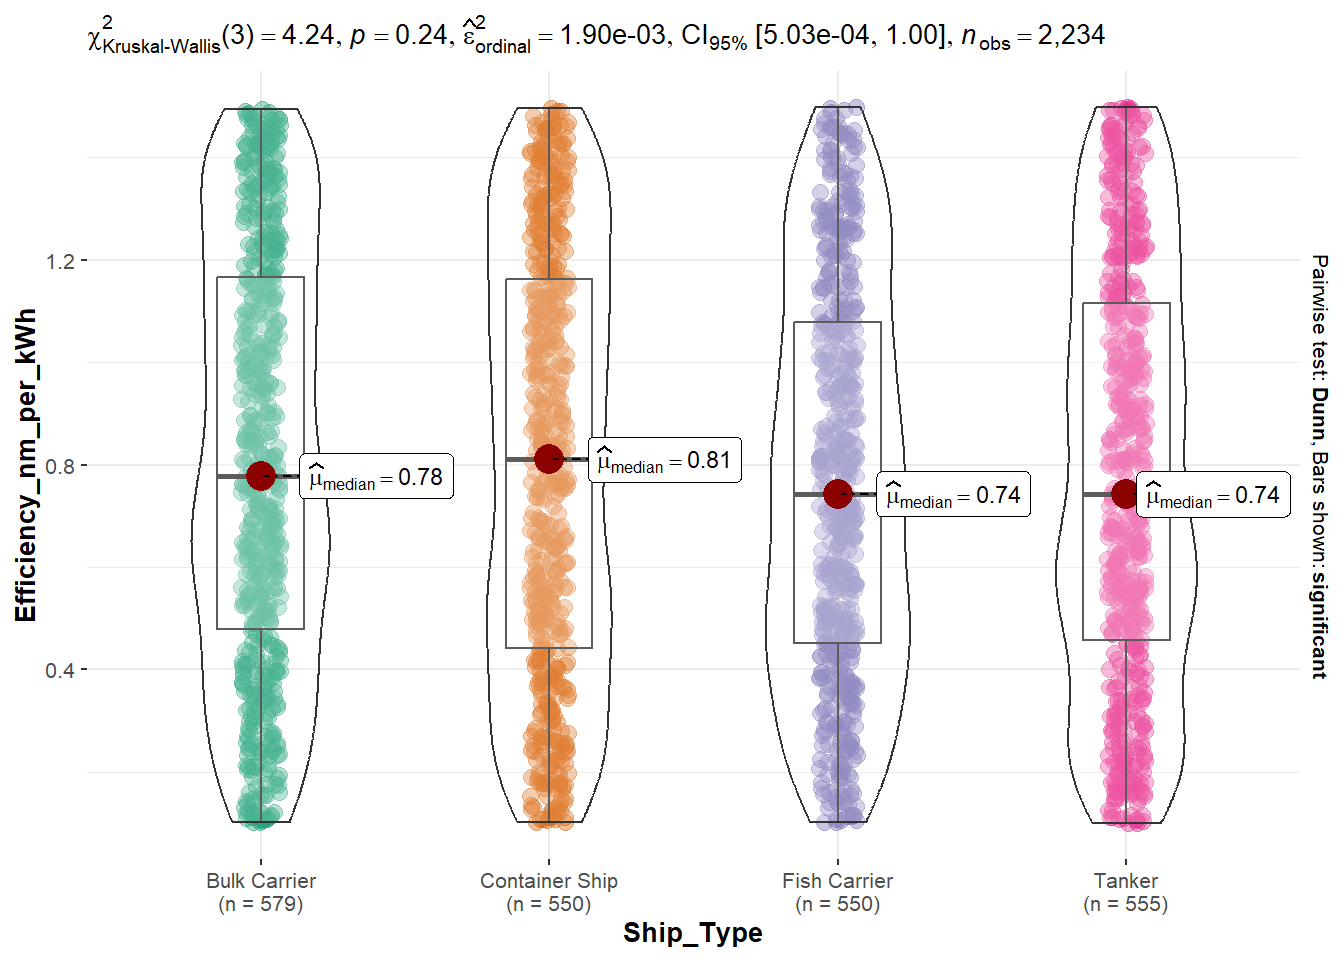 χ²Kruskal-Wallis(3) = 4.24, p = 0.24, ε̂²ordinal = 1.90e-03, CI95% [5.03e-04, 1.00], nobs = 2,234
Efficiency_nm_per_kWh
1.2
0.8
0.4
μ̂median = 0.78
μ̂median = 0.81
μ̂median = 0.74
μ̂median = 0.74
Pairwise test: Dunn, Bars shown: significant
Bulk Carrier
(n = 579)
Container Ship
(n = 550)
Fish Carrier
(n = 550)
Tanker
(n = 555)
Ship_Type